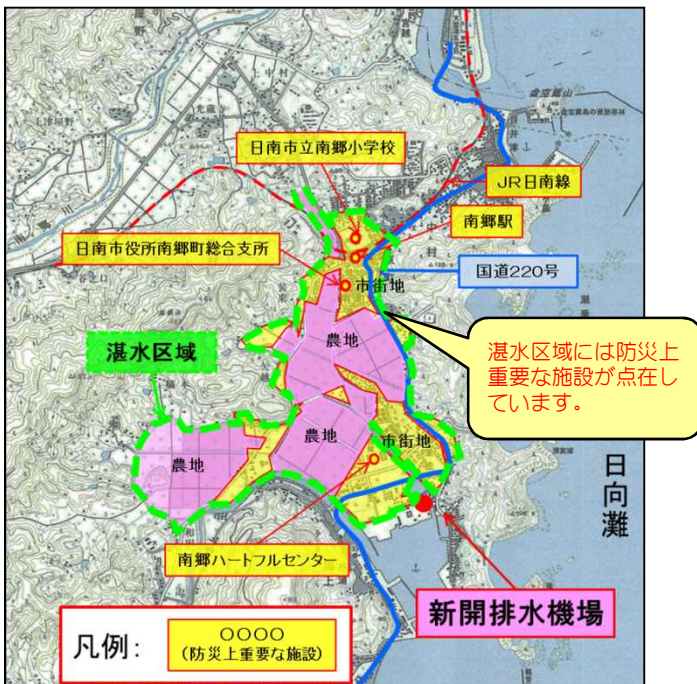 日南市立南郷小学校
JR日南線
南郷駅
日南市役所南郷町総合支所
国道220号
市街地
湛水区域
農地
湛水区域には防災上
重要な施設が点在し
ています。
農地
市街地
農地
日向灘
南郷ハートフルセンター
新開排水機場
凡例:
○○○○
(防災上重要な施設)